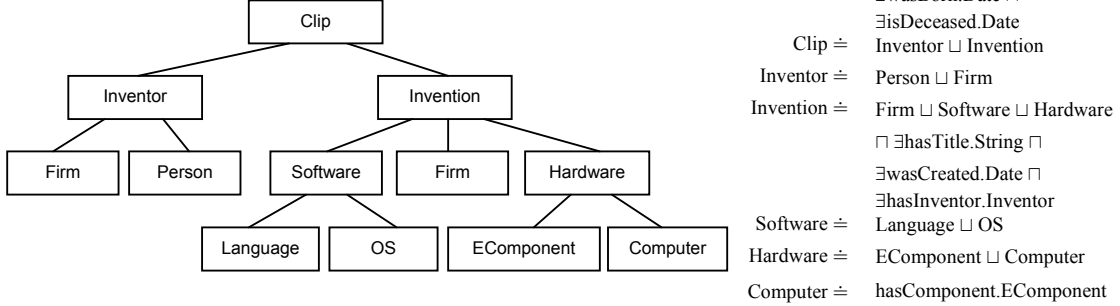 Clip
Inventor
Invention
Firm
Person
Software
Firm
Hardware
Language
OS
EComponent
Computer
∃isDeceased.Date
Clip ≐ Inventor ⊔ Invention
Inventor ≐ Person ⊔ Firm
Invention ≐ Firm ⊔ Software ⊔ Hardware
⊓ ∃hasTitle.String ⊓
∃wasCreated.Date ⊓
∃hasInventor.Inventor
Software ≐ Language ⊔ OS
Hardware ≐ EComponent ⊔ Computer
Computer ≐ hasComponent.EComponent